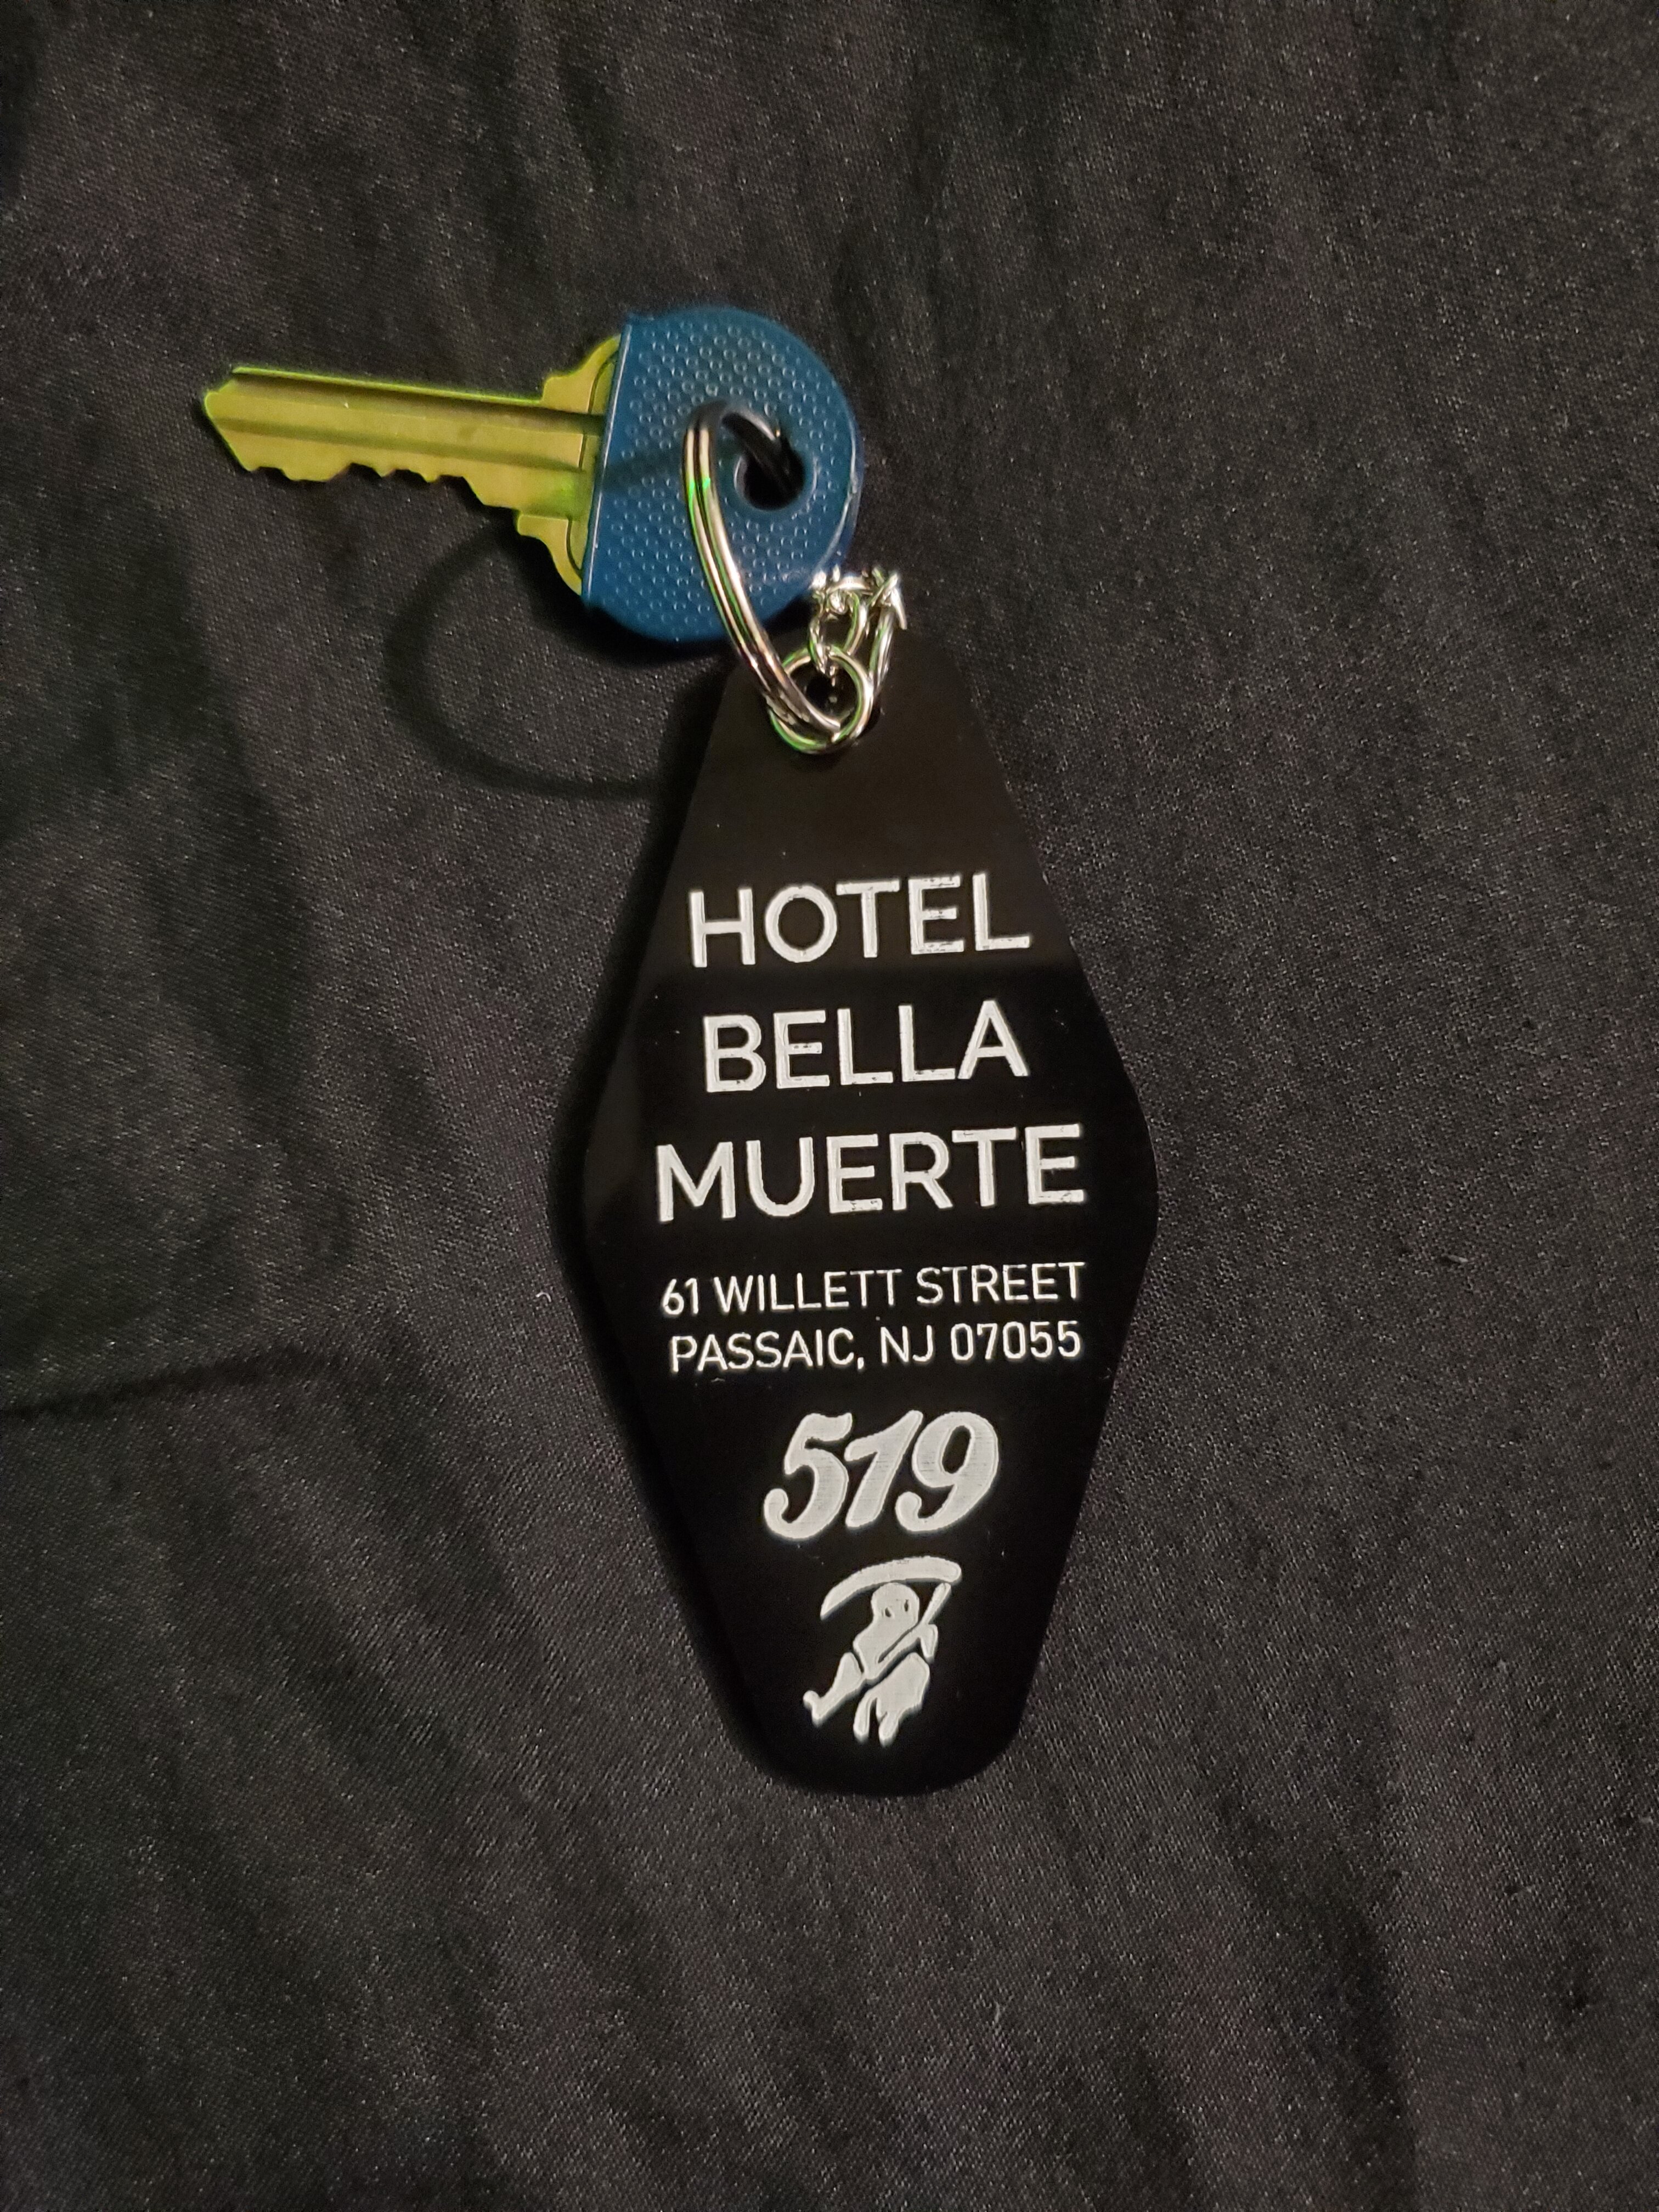 HOTEL
BELLA
MUERTE
61 WILLETT STREET
PASSAIC, NJ 07055
519